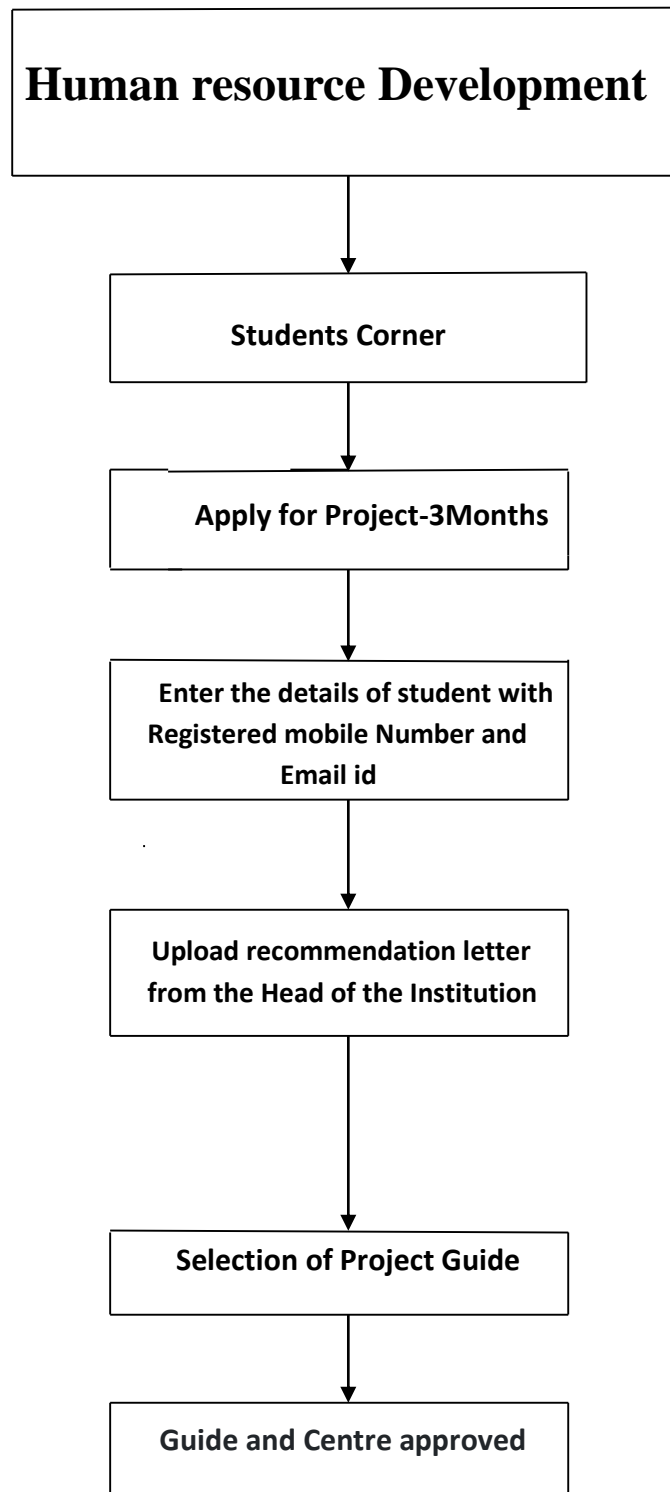 Human resource Development
Students Corner
Apply for Project-3Months
Enter the details of student with
Registered mobile Number and
Email id
Upload recommendation letter
from the Head of the Institution
Selection of Project Guide
Guide and Centre approved